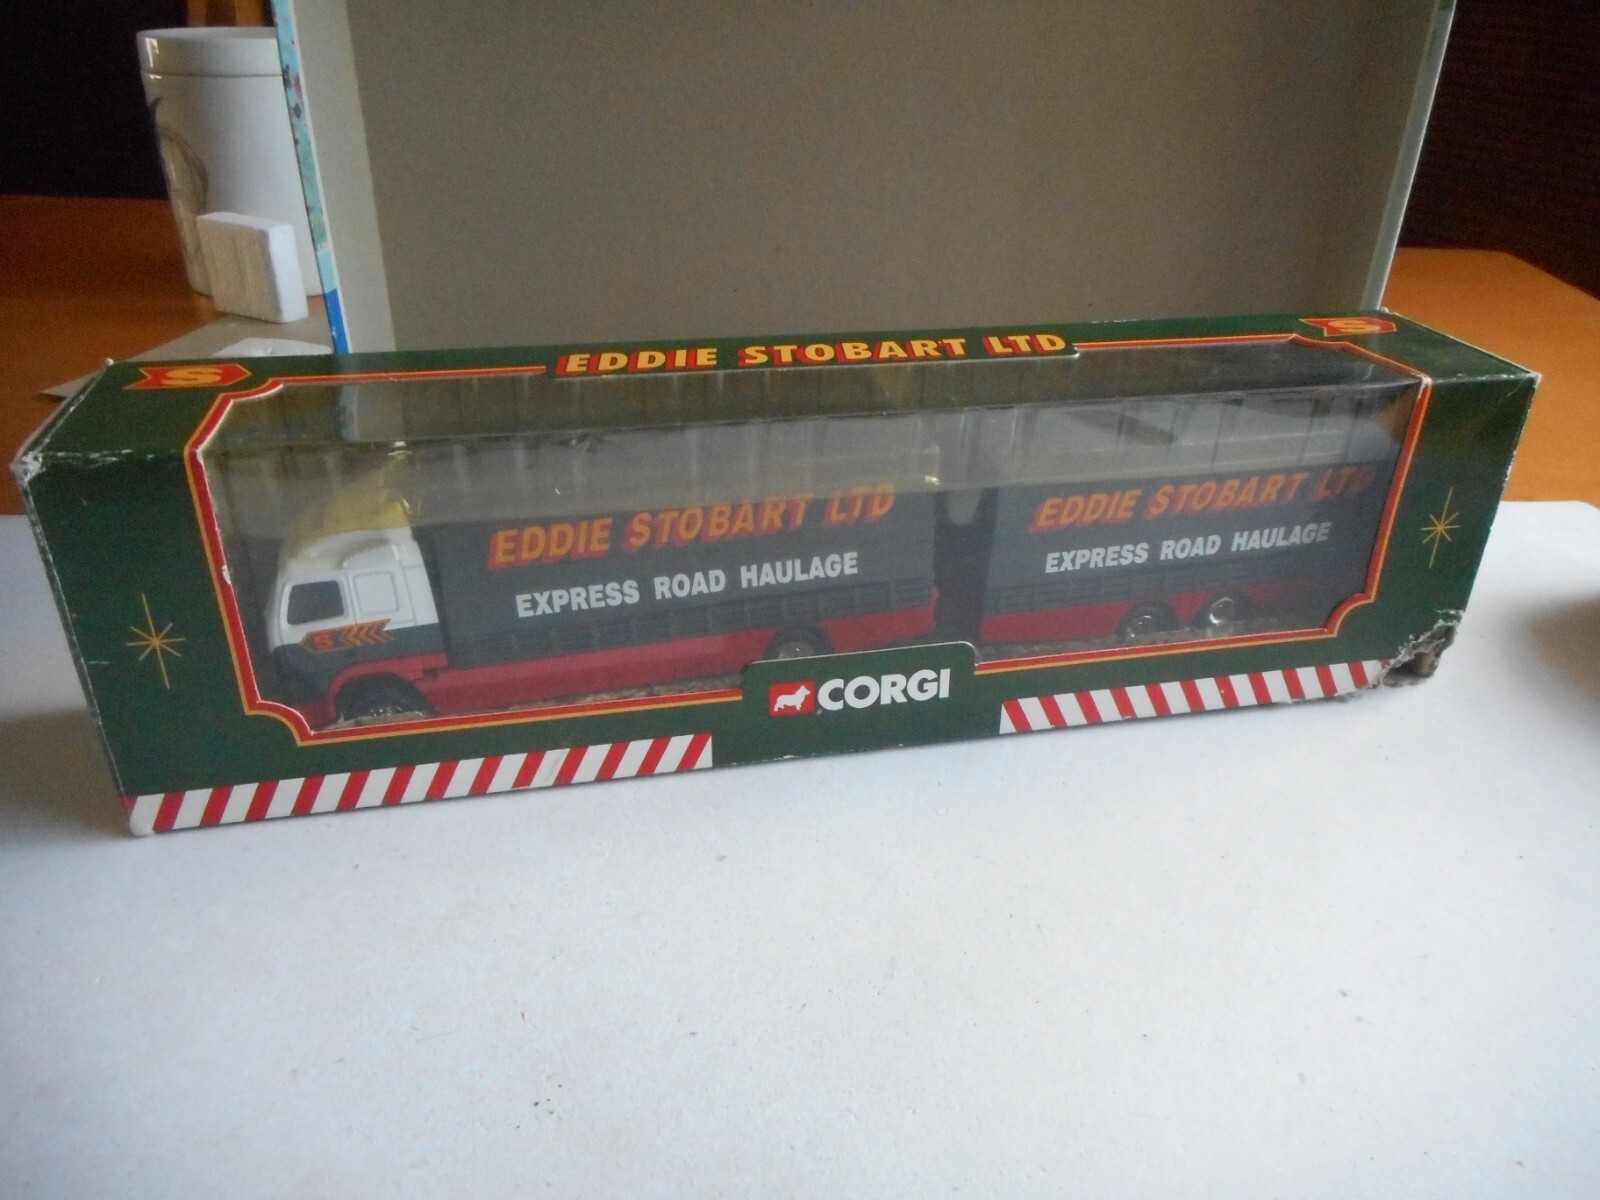 S
EDDIE STOBART LTD
S
EDDIE STOBART LTD
EXPRESS ROAD HAULAGE
EDDIE STOBART LTD
EXPRESS ROAD HAULAGE
S
CORGI